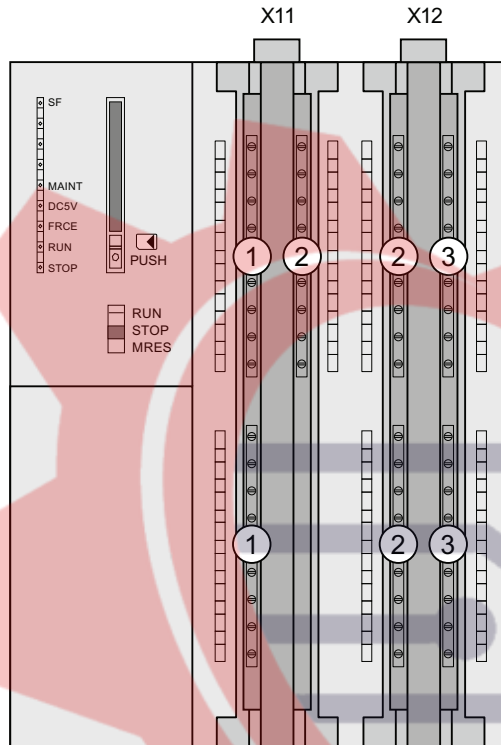 X11 X12
SF
MAINT
DC5V
FRCE
RUN
STOP
PUSH
RUN
STOP
MRES
1 2 2 3
1 2 3